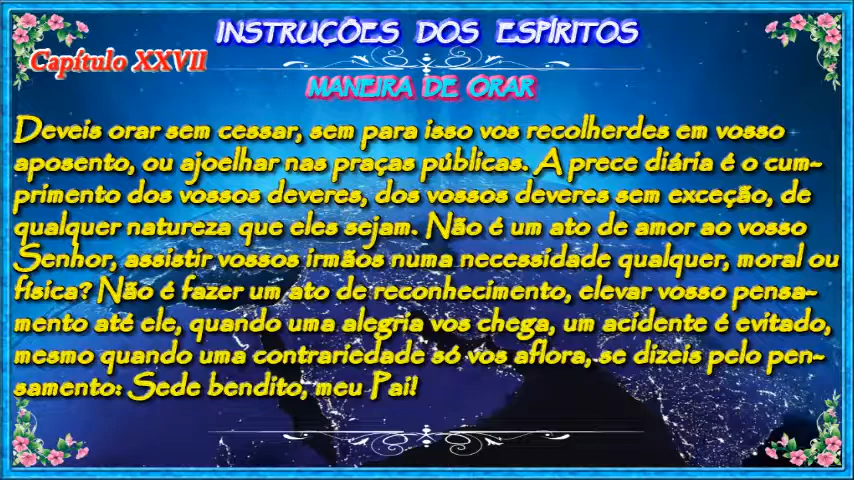 INSTRUÇÕES DOS ESPÍRITOS
Capítulo XXVII
MANEIRA DE ORAR
Deveis orar sem cessar, sem para isso vos recolherdes em vosso
aposento, ou ajoelhar nas praças públicas. A prece diária é o cum-
primento dos vossos deveres, dos vossos deveres sem exceção, de
qualquer natureza que eles sejam. Não é um ato de amor ao vosso
Senhor, assistir vossos irmãos numa necessidade qualquer, moral ou
física? Não é fazer um ato de reconhecimento, elevar vosso pensa-
mento até ele, quando uma alegria vos chega, um acidente é evitado,
mesmo quando uma contrariedade só vos aflora, se dizeis pelo pen-
samento: Sede bendito, meu Pai!